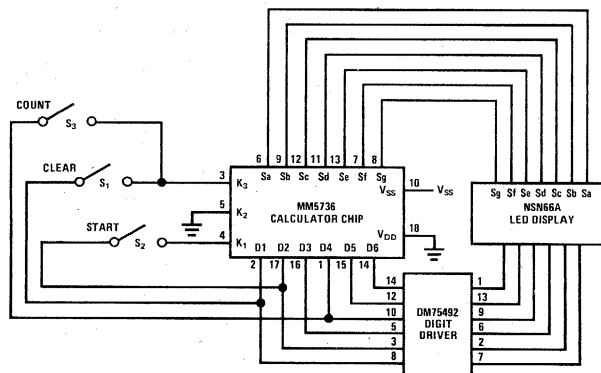 COUNT
S3
CLEAR
S1
START
S2
6 9 12 11 13 7 8
Sa Sb Sc Sd Se Sf Sg
3 K3
5 K2
4 K1
VSS 10 VSS
MM5736
CALCULATOR CHIP
VDD 18
D1 D2 D3 D4 D5 D6
2 17 16 1 15 14
Sg Sf Se Sd Sc Sb Sa
NSN66A
LED DISPLAY
14 1
12 13
10 9
5 6
3 2
8 7
DM75492
DIGIT
DRIVER